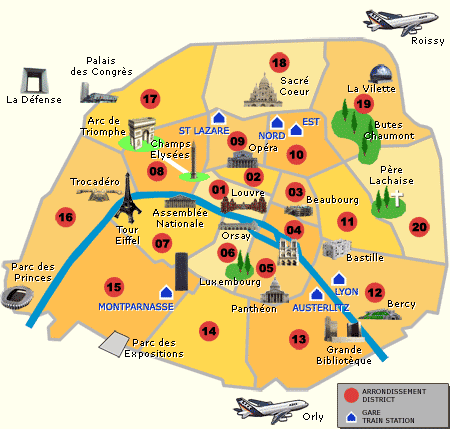 Roissy
18
Palais
des Congrès
Sacré
Coeur
La Villette
La Défense
17
19
Arc de
Triomphe
ST LAZARE
EST
NORD
Butes
Chaumont
Champs
Elysées
09
Opéra
10
08
02
Père
Lachaise
Trocadéro
01
Louvre
03
Beaubourg
16
Assemblée
Nationale
Orsay
04
11
20
Tour
Eiffel
07
06
Bastille
Parc des
Princes
15
Luxembourg
05
LYON
12
MONTPARNASSE
Panthéon
AUSTERLITZ
Bercy
14
13
Parc des
Expositions
Grande
Bibliotèque
Orly
ARRONDISSEMENT
DISTRICT
GARE
TRAIN STATION